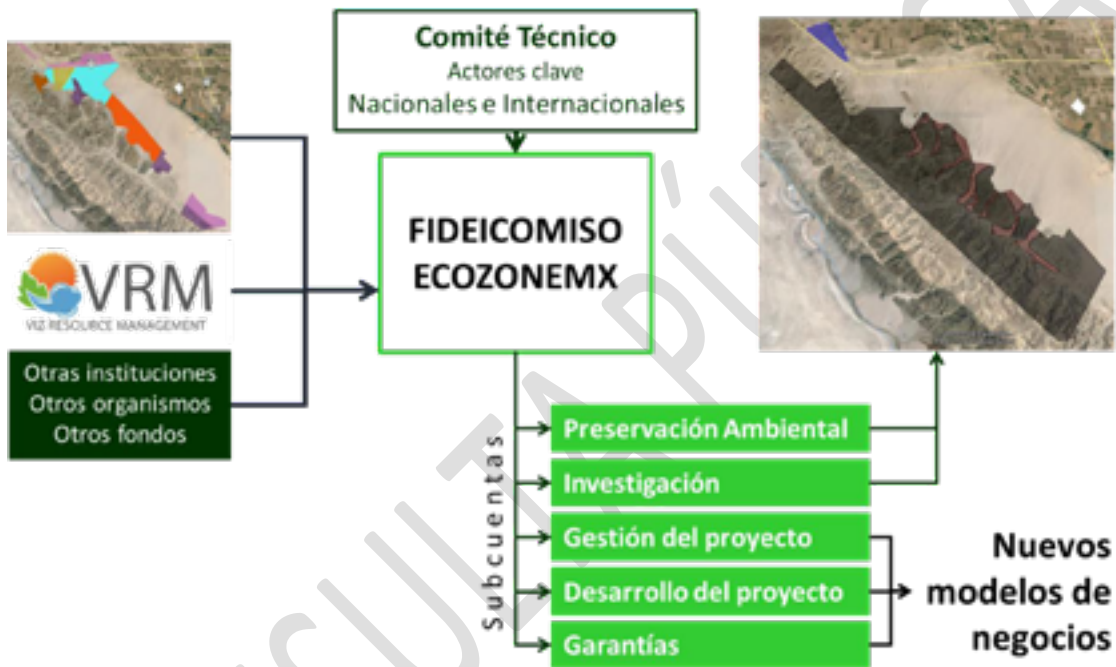 Comité Técnico
Actores clave
Nacionales e Internacionales
FIDEICOMISO
ECOZONEMX
VRM
VIZ RESOURCE MANAGEMENT
Otras instituciones
Otros organismos
Otros fondos
Subcuentas
Preservación Ambiental
Investigación
Gestión del proyecto
Desarrollo del proyecto
Garantías
Nuevos
modelos de
negocios